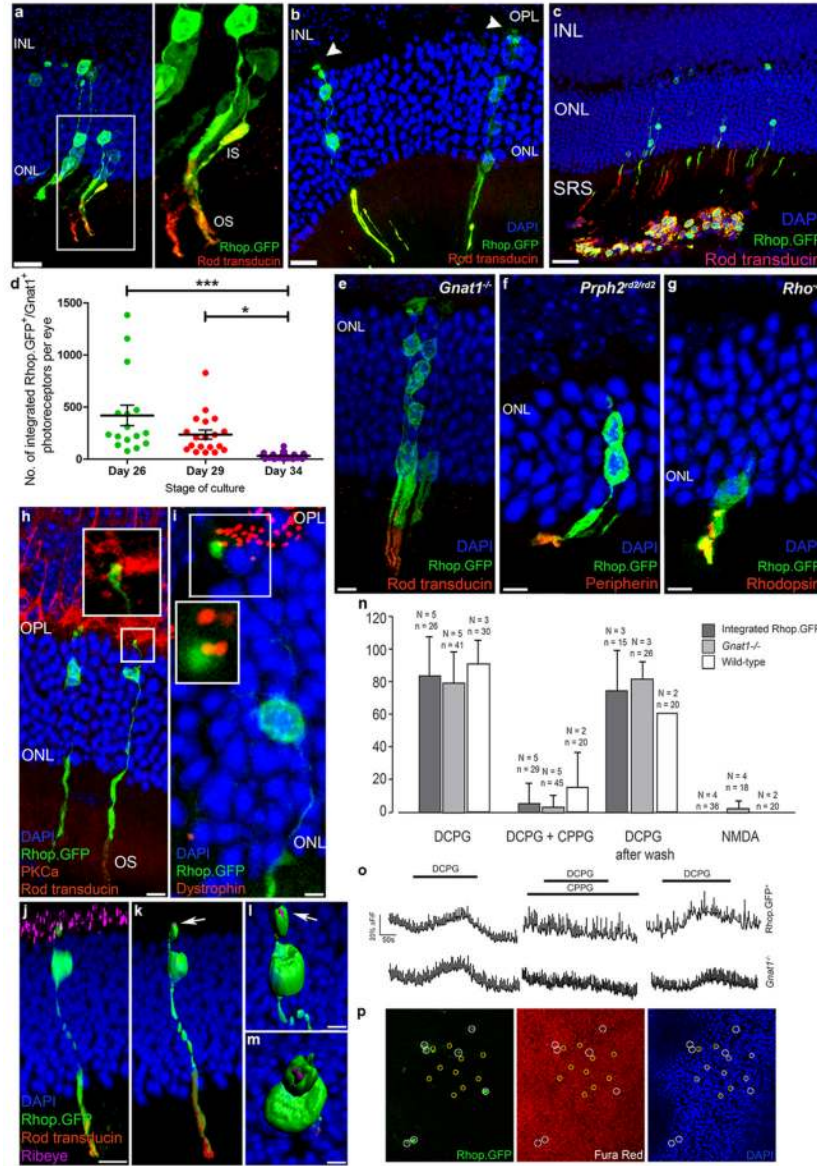 a
INL
ONL
IS
OS
b
OPL
INL
ONL
DAPI
Rhop.GFP
Rod transducin
c
INL
ONL
SRS
DAPI
Rhop.GFP
Rod transducin
d
No. of integrated Rhop.GFP+/Gnat1+
photoreceptors per eye
1500
1000
500
0
***
*
Day 26
Day 29
Day 34
Stage of culture
e
Gnat1-/-
ONL
DAPI
Rhop.GFP
Rod transducin
f
Prph2rd2/rd2
ONL
DAPI
Rhop.GFP
Peripherin
g
ONL
DAPI
Rhop.GFP
Rhodopsin
h
OPL
ONL
OS
DAPI
Rhop.GFP
PKCa
Rod transducin
i
OPL
ONL
DAPI
Rhop.GFP
Dystrophin
j
DAPI
Rhop.GFP
Rod transducin
Ribeye
k
l
m
n
Integrated Rhop.GFP
Gnat1-/-
Wild-type
120
100
80
60
40
20
0
N = 5
n = 26
N = 5
n = 41
N = 3
n = 30
N = 5
n = 29
N = 5
n = 45
N = 2
n = 20
N = 3
n = 15
N = 3
n = 26
N = 2
n = 20
N = 4
n = 36
N = 4
n = 18
N = 2
n = 20
DCPG
DCPG + CPPG
DCPG
after wash
NMDA
o
DCPG
DCPG
CPPG
DCPG
50s
Rhop.GFP+
Gnat1-/-
p
Rhop.GFP
Fura Red
DAPI